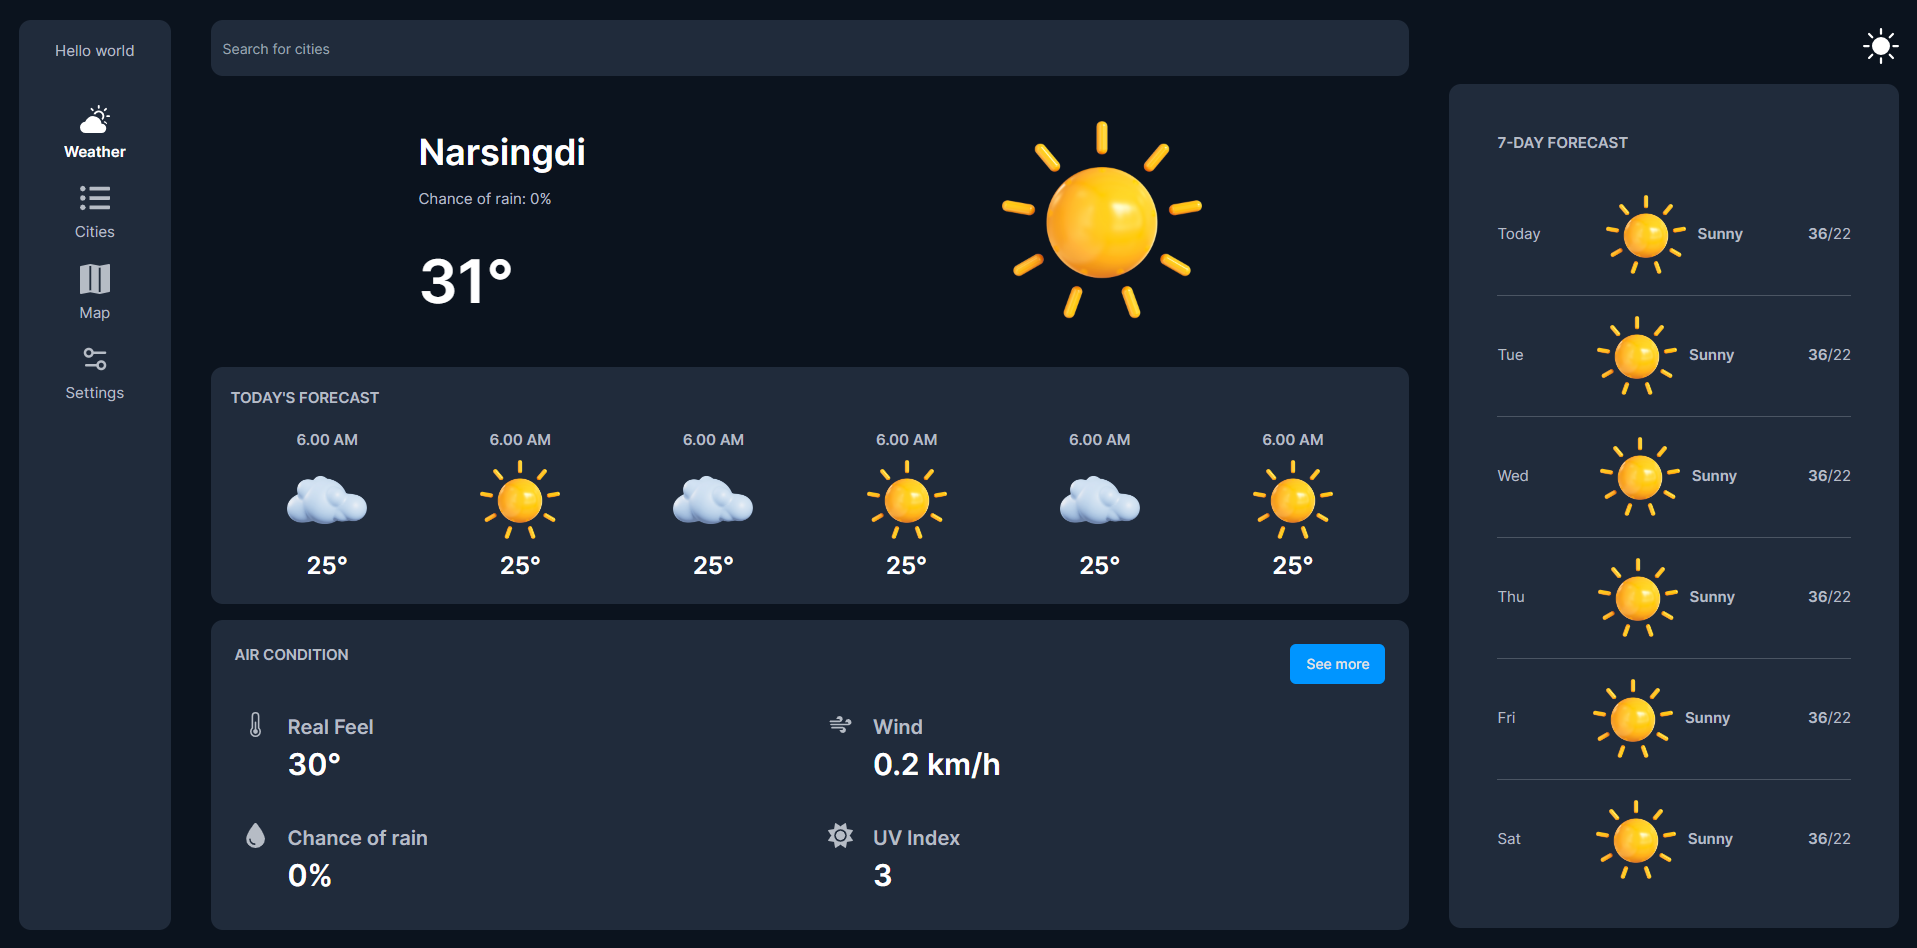 Hello world
Weather
Cities
Map
Settings
Search for cities
Narsingdi
Chance of rain: 0%
31°
TODAY'S FORECAST
6.00 AM 6.00 AM 6.00 AM 6.00 AM 6.00 AM 6.00 AM
25° 25° 25° 25° 25° 25°
AIR CONDITION
See more
Real Feel
30°
Wind
0.2 km/h
Chance of rain
0%
UV Index
3
7-DAY FORECAST
Today Sunny 36/22
Tue Sunny 36/22
Wed Sunny 36/22
Thu Sunny 36/22
Fri Sunny 36/22
Sat Sunny 36/22